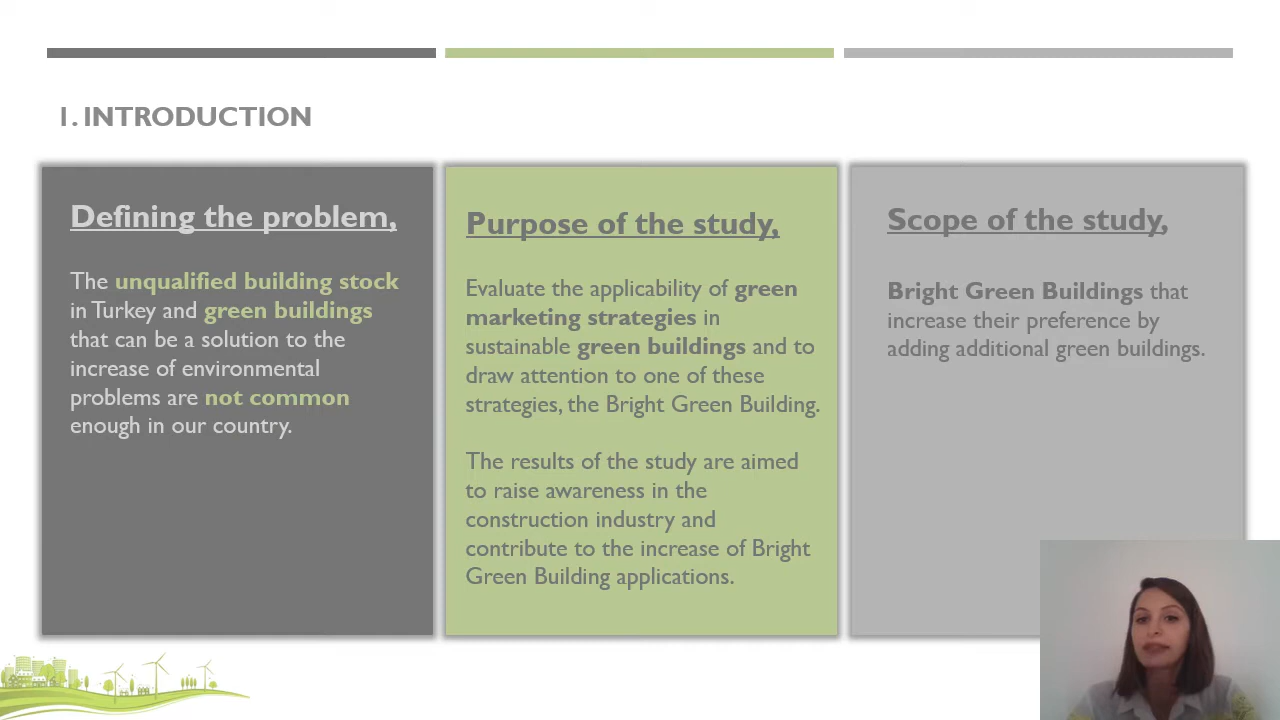 1. INTRODUCTION
Defining the problem,
The unqualified building stock
in Turkey and green buildings
that can be a solution to the
increase of environmental
problems are not common
enough in our country.
Purpose of the study,
Evaluate the applicability of green
marketing strategies in
sustainable green buildings and to
draw attention to one of these
strategies, the Bright Green Building.
The results of the study are aimed
to raise awareness in the
construction industry and
contribute to the increase of Bright
Green Building applications.
Scope of the study,
Bright Green Buildings that
increase their preference by
adding additional green buildings.